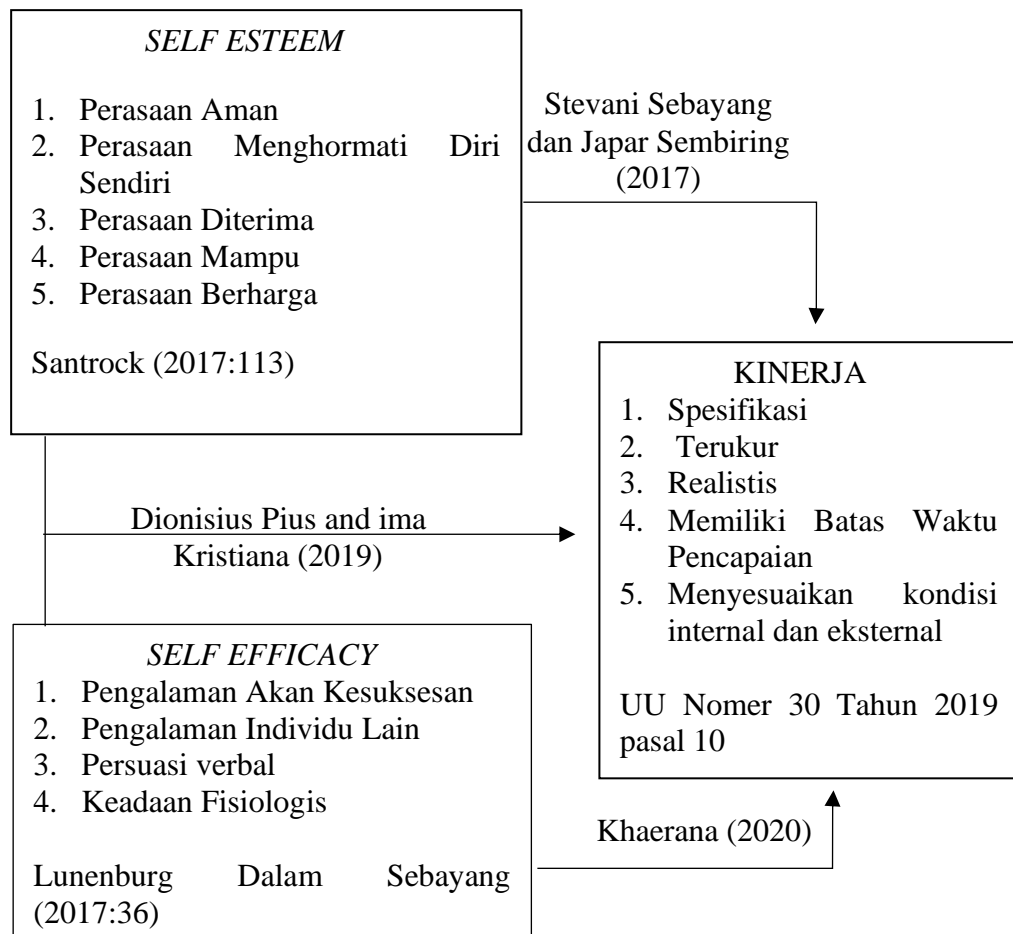 SELF ESTEEM
1. Perasaan Aman
2. Perasaan Menghormati Diri
Sendiri
3. Perasaan Diterima
4. Perasaan Mampu
5. Perasaan Berharga
Santrock (2017:113)
Stevani Sebayang
dan Japar Sembiring
(2017)
Dionisius Pius and ima
Kristiana (2019)
KINERJA
1. Spesifikasi
2. Terukur
3. Realistis
4. Memiliki Batas Waktu
Pencapaian
5. Menyesuaikan kondisi
internal dan eksternal
UU Nomer 30 Tahun 2019
pasal 10
SELF EFFICACY
1. Pengalaman Akan Kesuksesan
2. Pengalaman Individu Lain
3. Persuasi verbal
4. Keadaan Fisiologis
Lunenburg Dalam Sebayang
(2017:36)
Khaerana (2020)